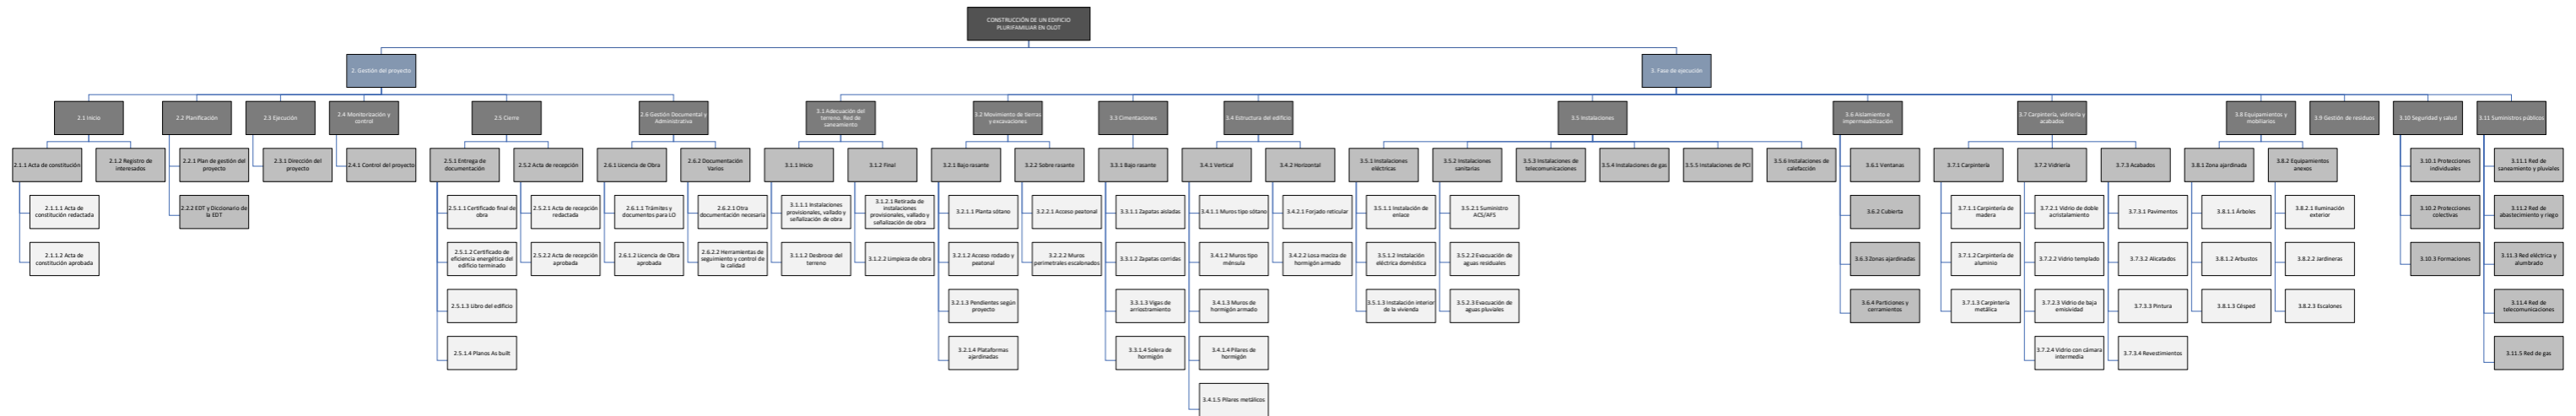 CONSTRUCCIÓN DE UN EDIFICIO
PLURIFAMILIAR EN OLOT
2. Gestión del proyecto
3. Fase de ejecución
2.1 Inicio
2.2 Planificación
2.3 Ejecución
2.4 Monitorización y
control
2.5 Cierre
2.6 Gestión Documental y
Administrativa
3.1 Adecuación del
terreno. Red de
saneamiento
3.2 Movimiento de tierras
y excavaciones
3.3 Cimentaciones
3.4 Estructura del edificio
3.5 Instalaciones
3.6 Aislamiento e
impermeabilización
3.7 Carpintería, vidriería y
acabados
3.8 Equipamientos y
mobiliarios
3.9 Gestión de residuos
3.10 Seguridad y salud
3.11 Suministros públicos
2.1.1 Acta de constitución
2.1.2 Registro de
interesados
2.2.1 Plan de gestión del
proyecto
2.3.1 Dirección del
proyecto
2.4.1 Control del proyecto
2.5.1 Entrega de
documentación
2.5.2 Acta de recepción
2.6.1 Licencia de Obra
2.6.2 Documentación
Varios
3.1.1 Inicio
3.1.2 Final
3.2.1 Bajo rasante
3.2.2 Sobre rasante
3.3.1 Bajo rasante
3.4.1 Vertical
3.4.2 Horizontal
3.5.1 Instalaciones
eléctricas
3.5.2 Instalaciones
sanitarias
3.5.3 Instalaciones de
telecomunicaciones
3.5.4 Instalaciones de gas
3.5.5 Instalaciones de PCI
3.5.6 Instalaciones de
calefacción
3.6.1 Ventanas
3.7.1 Carpintería
3.7.2 Vidriería
3.7.3 Acabados
3.8.1 Zona ajardinada
3.8.2 Equipamientos
anexos
3.10.1 Protecciones
individuales
3.11.1 Red de
saneamiento y pluviales
2.1.1.1 Acta de
constitución redactada
2.2.2 EDT y Diccionario de
la EDT
2.5.1.1 Certificado final de
obra
2.5.2.1 Acta de recepción
redactada
2.6.1.1 Trámites y
documentos para LO
2.6.2.1 Otra
documentación necesaria
3.1.1.1 Instalaciones
provisionales, vallado y
señalización de obra
3.1.2.1 Retirada de
instalaciones
provisionales, vallado y
señalización de obra
3.2.1.1 Planta sótano
3.2.2.1 Acceso peatonal
3.3.1.1 Zapatas aisladas
3.4.1.1 Muros tipo sótano
3.4.2.1 Forjado reticular
3.5.1.1 Instalación de
enlace
3.5.2.1 Suministro
ACS/AFS
3.6.2 Cubierta
3.7.1.1 Carpintería de
madera
3.7.2.1 Vidrio de doble
acristalamiento
3.7.3.1 Pavimentos
3.8.1.1 Árboles
3.8.2.1 Iluminación
exterior
3.10.2 Protecciones
colectivas
3.11.2 Red de
abastecimiento y riego
2.1.1.2 Acta de
constitución aprobada
2.5.1.2 Certificado de
eficiencia energética del
edificio terminado
2.5.2.2 Acta de recepción
aprobada
2.6.1.2 Licencia de Obra
aprobada
2.6.2.2 Herramientas de
seguimiento y control de
la calidad
3.1.1.2 Desbroce del
terreno
3.1.2.2 Limpieza de obra
3.2.1.2 Acceso rodado y
peatonal
3.2.2.2 Muros
perimetrales escalonados
3.3.1.2 Zapatas corridas
3.4.1.2 Muros tipo
ménsula
3.4.2.2 Losa maciza de
hormigón armado
3.5.1.2 Instalación
eléctrica doméstica
3.5.2.2 Evacuación de
aguas residuales
3.6.3 Zonas ajardinadas
3.7.1.2 Carpintería de
aluminio
3.7.2.2 Vidrio templado
3.7.3.2 Alicatados
3.8.1.2 Arbustos
3.8.2.2 Jardineras
3.10.3 Formaciones
3.11.3 Red eléctrica y
alumbrado
2.5.1.3 Libro del edificio
3.2.1.3 Pendientes según
proyecto
3.3.1.3 Vigas de
arriostramiento
3.4.1.3 Muros de
hormigón armado
3.5.1.3 Instalación interior
de la vivienda
3.5.2.3 Evacuación de
aguas pluviales
3.6.4 Particiones y
cerramientos
3.7.1.3 Carpintería
metálica
3.7.2.3 Vidrio de baja
emisividad
3.7.3.3 Pintura
3.8.1.3 Césped
3.8.2.3 Escalones
3.11.4 Red de
telecomunicaciones
2.5.1.4 Planos As built
3.2.1.4 Plataformas
ajardinadas
3.3.1.4 Solera de
hormigón
3.4.1.4 Pilares de
hormigón
3.7.2.4 Vidrio con cámara
intermedia
3.7.3.4 Revestimientos
3.11.5 Red de gas
3.4.1.5 Pilares metálicos